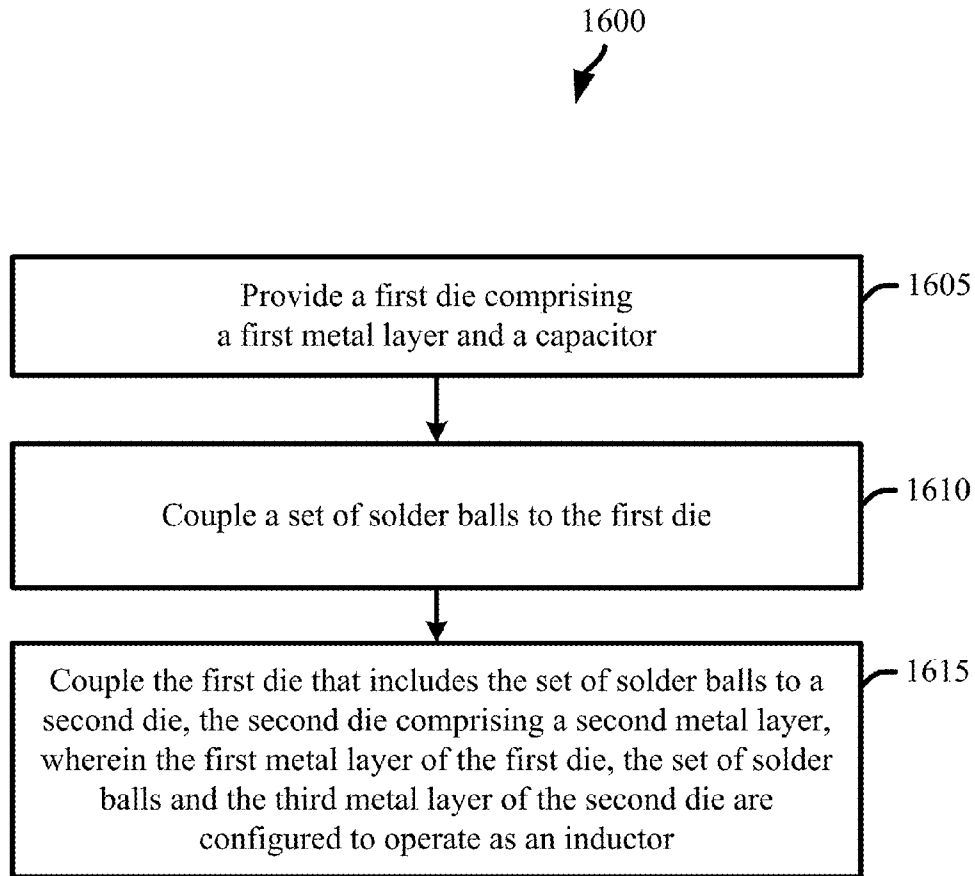 1600
Provide a first die comprising
a first metal layer and a capacitor
1605
Couple a set of solder balls to the first die
1610
Couple the first die that includes the set of solder balls to a
second die, the second die comprising a second metal layer,
wherein the first metal layer of the first die, the set of solder
balls and the third metal layer of the second die are
configured to operate as an inductor
1615